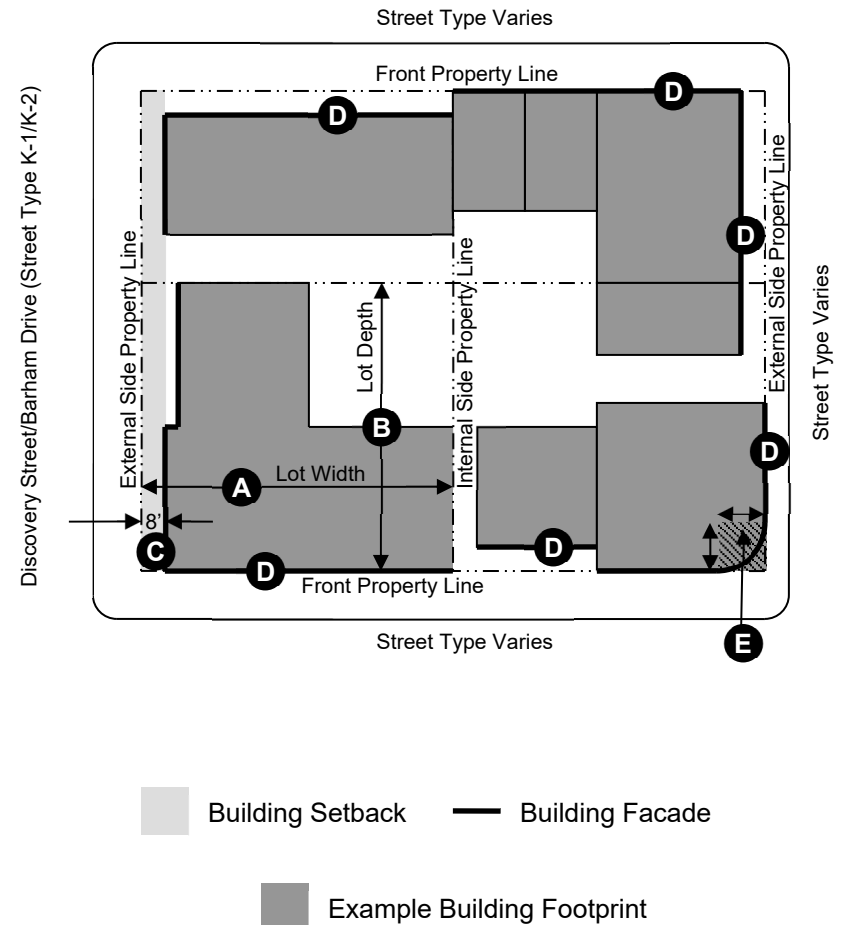 Street Type Varies
Front Property Line
D
D
Discovery Street/Barham Drive (Street Type K-1/K-2)
External Side Property Line
Internal Side Property Line
External Side Property Line
D
Street Type Varies
Lot Depth
B
D
Lot Width
A
8'
C
D
D
Front Property Line
E
Street Type Varies
Building Setback
Building Facade
Example Building Footprint